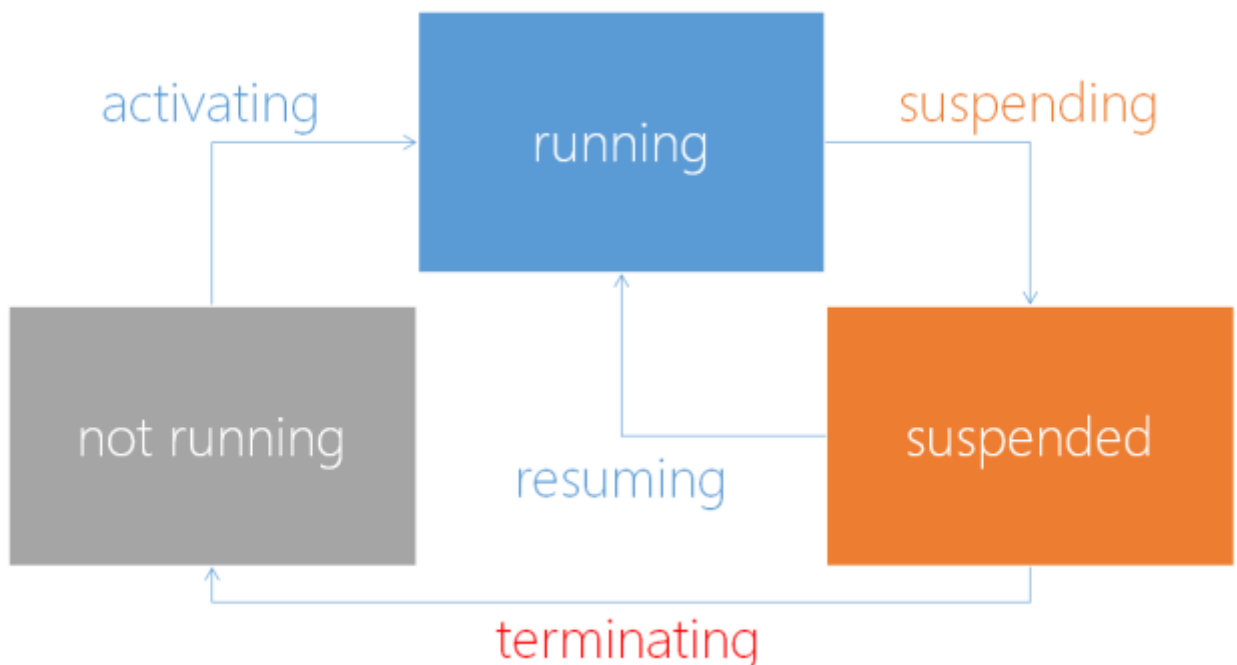 activating
running
suspending
not running
resuming
suspended
terminating